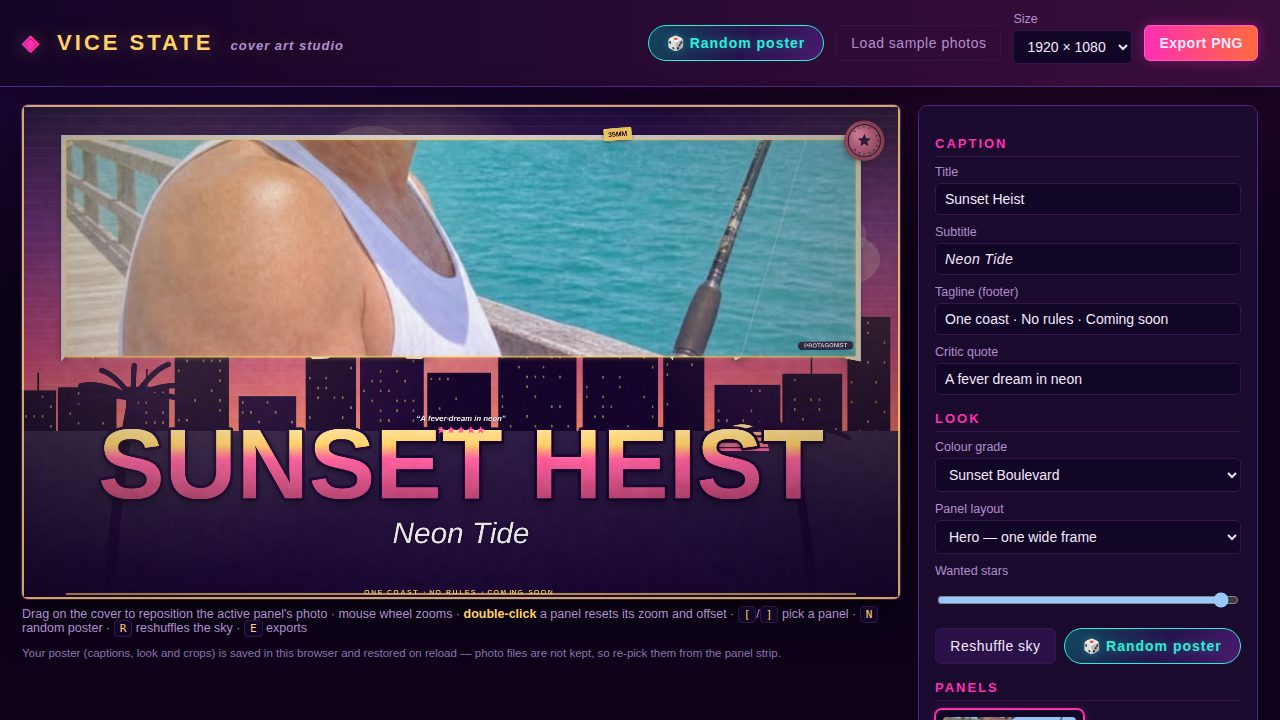 VICE STATE
cover art studio
Random poster
Load sample photos
Size
1920 × 1080
Export PNG
35MM
PROTAGONIST
"A fever dream in neon"
SUNSET HEIST
Neon Tide
ONE COAST · NO RULES · COMING SOON
Drag on the cover to reposition the active panel's photo · mouse wheel zooms · double-click a panel resets its zoom and offset · [ / ] pick a panel · N
random poster · R reshuffles the sky · E exports
Your poster (captions, look and crops) is saved in this browser and restored on reload — photo files are not kept, so re-pick them from the panel strip.
CAPTION
Title
Sunset Heist
Subtitle
Neon Tide
Tagline (footer)
One coast · No rules · Coming soon
Critic quote
A fever dream in neon
LOOK
Colour grade
Sunset Boulevard
Panel layout
Hero — one wide frame
Wanted stars
Reshuffle sky
Random poster
PANELS